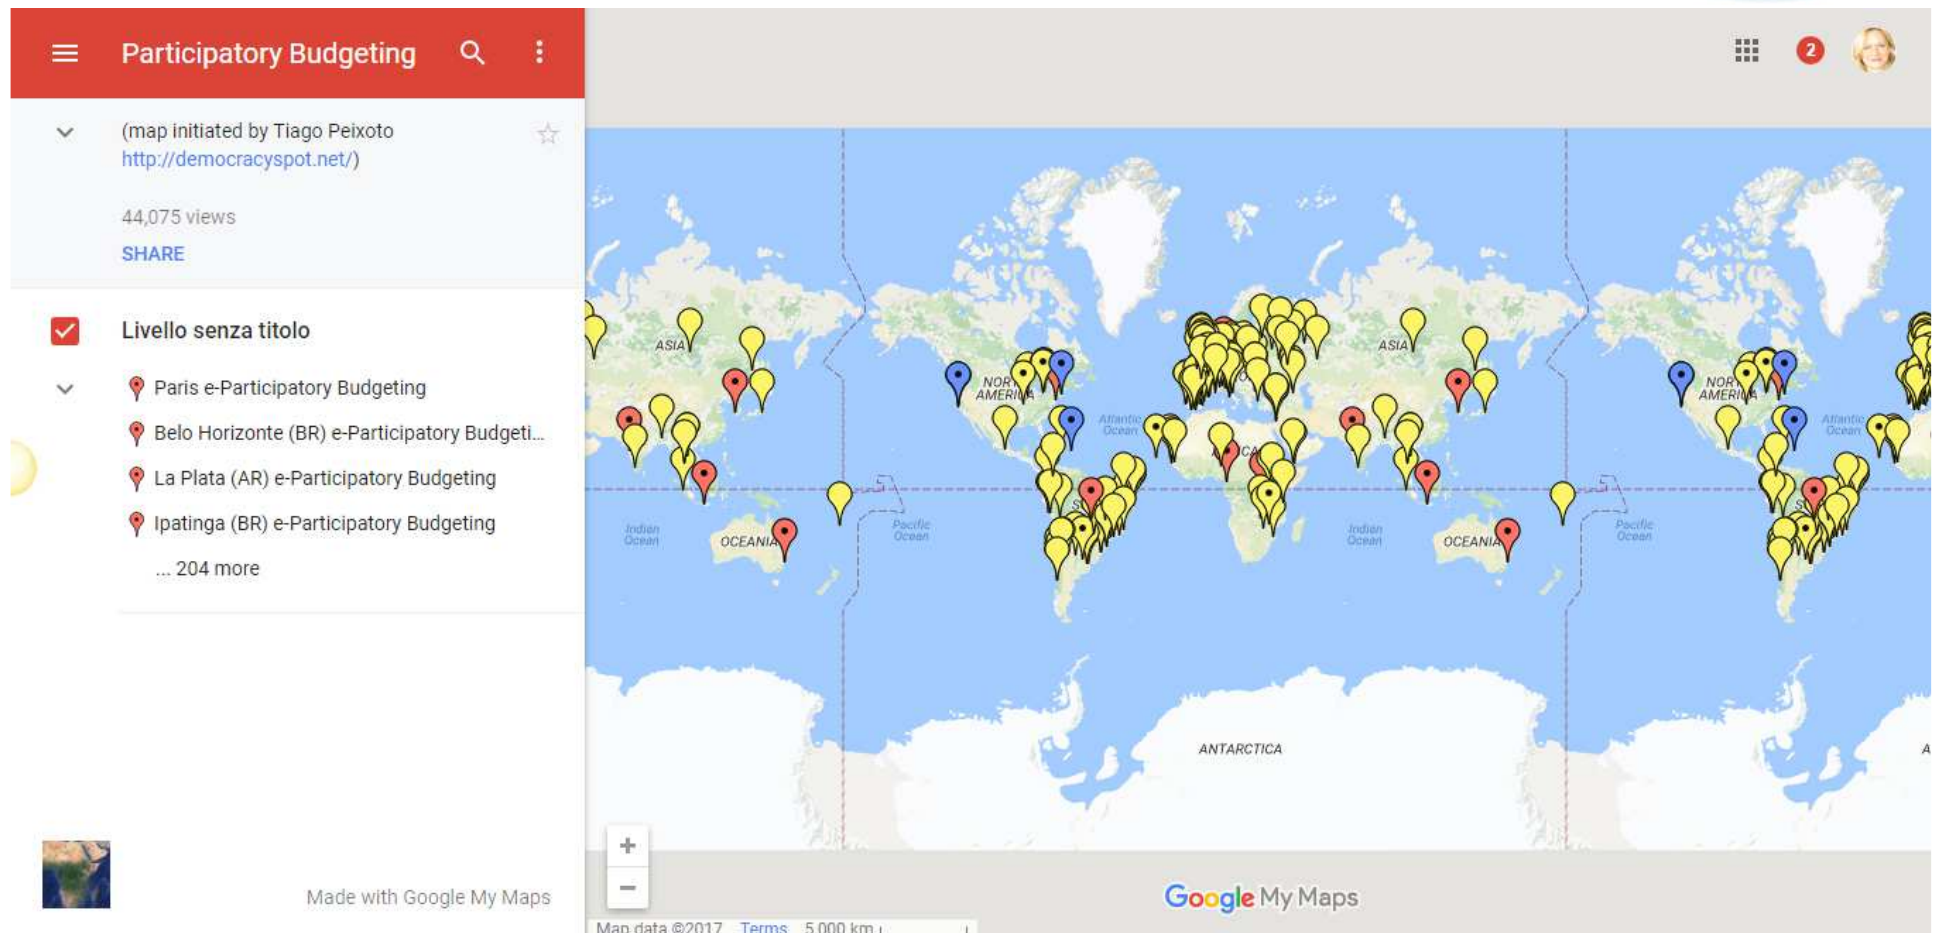 Participatory Budgeting
2
(map initiated by Tiago Peixoto
http://democracyspot.net/)
44,075 views
SHARE
Livello senza titolo
Paris e-Participatory Budgeting
Belo Horizonte (BR) e-Participatory Budgeti...
La Plata (AR) e-Participatory Budgeting
Ipatinga (BR) e-Participatory Budgeting
... 204 more
Made with Google My Maps
ASIA
AMERICA
Atlantic
Ocean
ASIA
AMERICA
Atlantic
Ocean
Indian
Ocean
OCEANIA
Pacific
Ocean
Indian
Ocean
OCEANIA
Pacific
Ocean
ANTARCTICA
A
+
−
Google My Maps
Map data ©2017 Terms 5,000 km